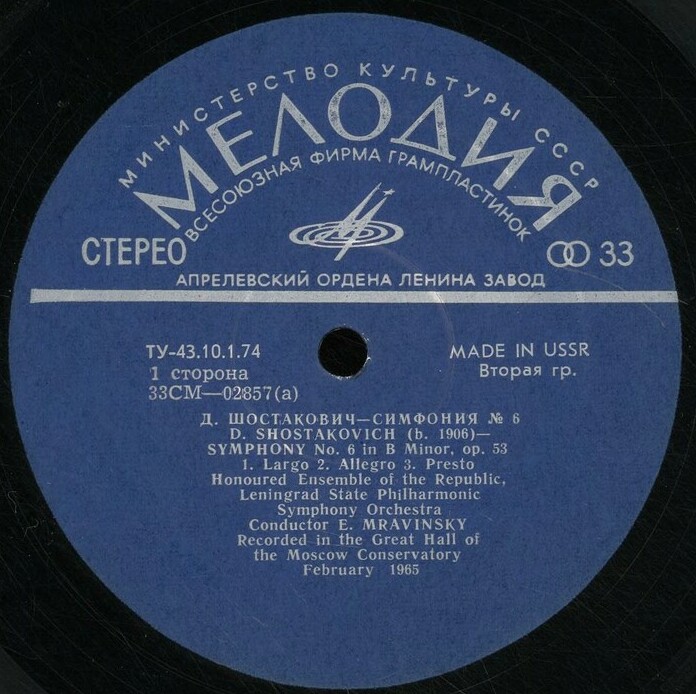 МИНИСТЕРСТВО КУЛЬТУРЫ СССР
МЕЛОДИЯ
ВСЕСОЮЗНАЯ ФИРМА ГРАМПЛАСТИНОК
СТЕРЕО
33
АПРЕЛЕВСКИЙ ОРДЕНА ЛЕНИНА ЗАВОД
ТУ-43.10.1.74
MADE IN USSR
1 сторона
Вторая гр.
33СМ—02857(а)
Д. ШОСТАКОВИЧ—СИМФОНИЯ № 6
D. SHOSTAKOVICH (b. 1906)—
SYMPHONY No. 6 in B Minor, op. 53
1. Largo 2. Allegro 3. Presto
Honoured Ensemble of the Republic,
Leningrad State Philharmonic
Symphony Orchestra
Conductor E. MRAVINSKY
Recorded in the Great Hall of
the Moscow Conservatory
February 1965